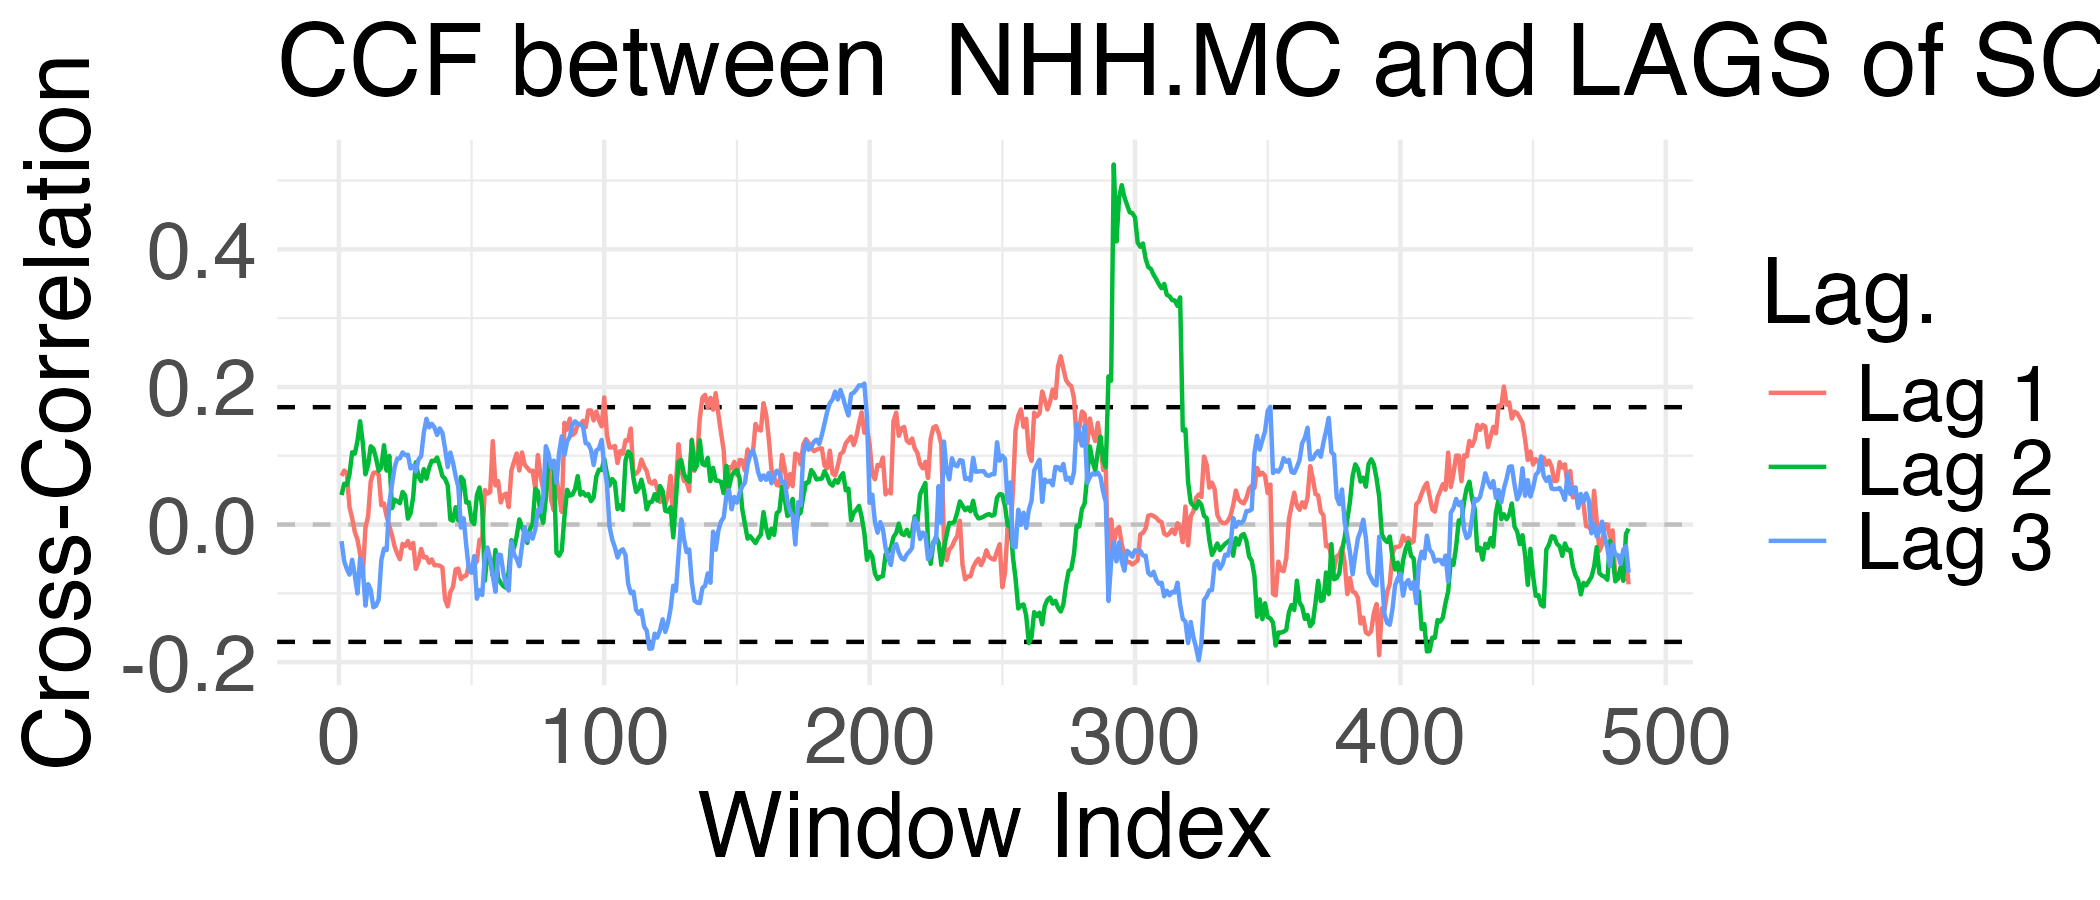 CCF between NHH.MC and LAGS of SC
Cross-Correlation
0.4
0.2
0.0
-0.2
0 100 200 300 400 500
Window Index
Lag.
Lag 1
Lag 2
Lag 3